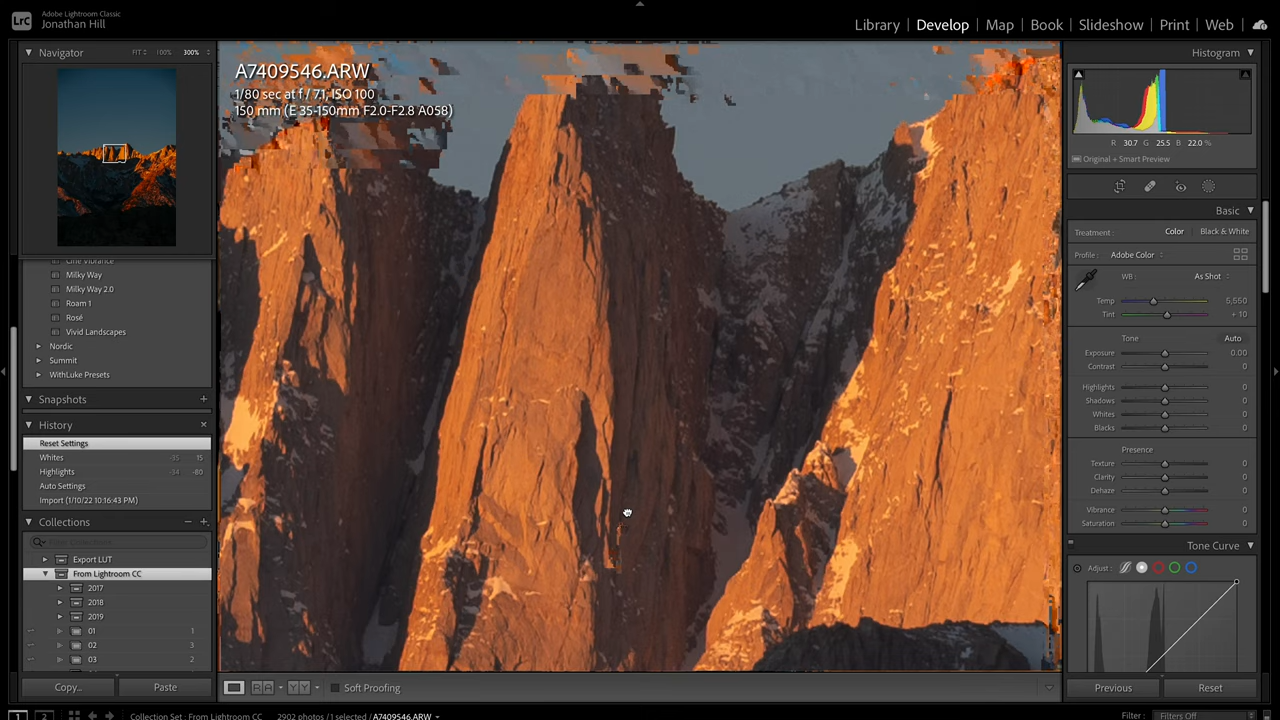 LrC
Adobe Lightroom Classic
Jonathan Hill
Library | Develop | Map | Book | Slideshow | Print | Web
Navigator FIT 100% 300%
Cine Vibrance
Milky Way
Milky Way 2.0
Roam 1
Rosé
Vivid Landscapes
Nordic
Summit
WithLuke Presets
Snapshots +
History ×
Reset Settings
Whites -35 15
Highlights -34 -80
Auto Settings
Import (1/10/22 10:16:43 PM)
Collections − +
Export LUT
From Lightroom CC
2017
2018
2019
01 1
02 3
03 2
Copy... Paste
A7409546.ARW
1/80 sec at f / 7.1, ISO 100
150 mm (E 35-150mm F2.0-F2.8 A058)
Soft Proofing
Histogram
R 30.7 G 25.5 B 22.0 %
Original + Smart Preview
Basic
Treatment : Color | Black & White
Profile : Adobe Color
WB : As Shot
Temp 5,550
Tint + 10
Tone Auto
Exposure 0.00
Contrast 0
Highlights 0
Shadows 0
Whites 0
Blacks 0
Presence
Texture 0
Clarity 0
Dehaze 0
Vibrance 0
Saturation 0
Tone Curve
Adjust :
Previous Reset
1 2 Collection Set : From Lightroom CC 2902 photos / 1 selected / A7409546.ARW Filter : Filters Off